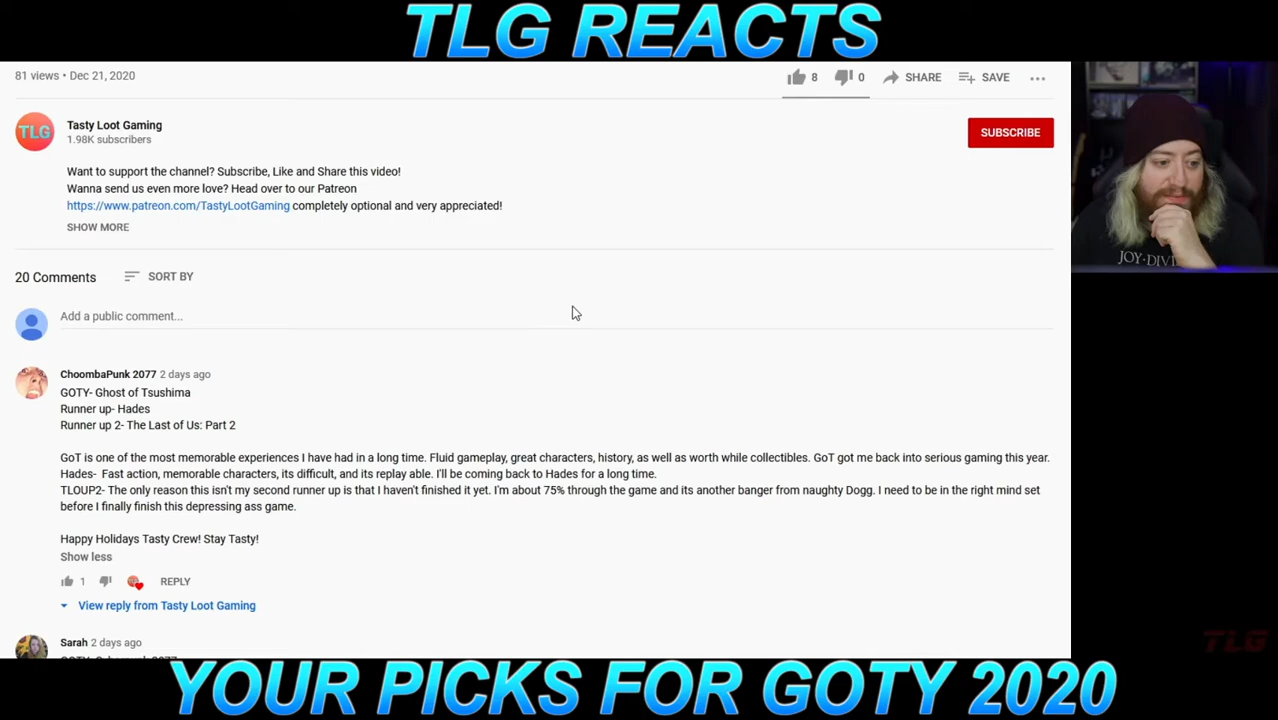 TLG REACTS
81 views • Dec 21, 2020
8
0
SHARE
SAVE
TLG
Tasty Loot Gaming
1.98K subscribers
SUBSCRIBE
Want to support the channel? Subscribe, Like and Share this video!
Wanna send us even more love? Head over to our Patreon
https://www.patreon.com/TastyLootGaming completely optional and very appreciated!
SHOW MORE
JOY·DIVI
20 Comments
SORT BY
Add a public comment...
ChoombaPunk 2077 2 days ago
GOTY- Ghost of Tsushima
Runner up- Hades
Runner up 2- The Last of Us: Part 2
GoT is one of the most memorable experiences I have had in a long time. Fluid gameplay, great characters, history, as well as worth while collectibles. GoT got me back into serious gaming this year.
Hades- Fast action, memorable characters, its difficult, and its replay able. I'll be coming back to Hades for a long time.
TLOUP2- The only reason this isn't my second runner up is that I haven't finished it yet. I'm about 75% through the game and its another banger from naughty Dogg. I need to be in the right mind set
before I finally finish this depressing ass game.
Happy Holidays Tasty Crew! Stay Tasty!
Show less
1
REPLY
View reply from Tasty Loot Gaming
Sarah 2 days ago
TLG
YOUR PICKS FOR GOTY 2020